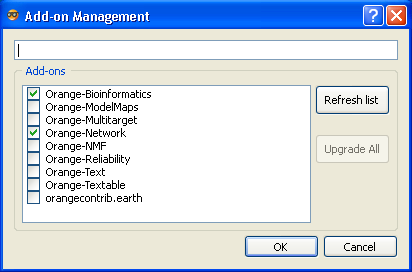 Add-on Management
Add-ons
Orange-Bioinformatics
Orange-ModelMaps
Orange-Multitarget
Orange-Network
Orange-NMF
Orange-Reliability
Orange-Text
Orange-Textable
orangecontrib.earth
Refresh list
Upgrade All
OK
Cancel